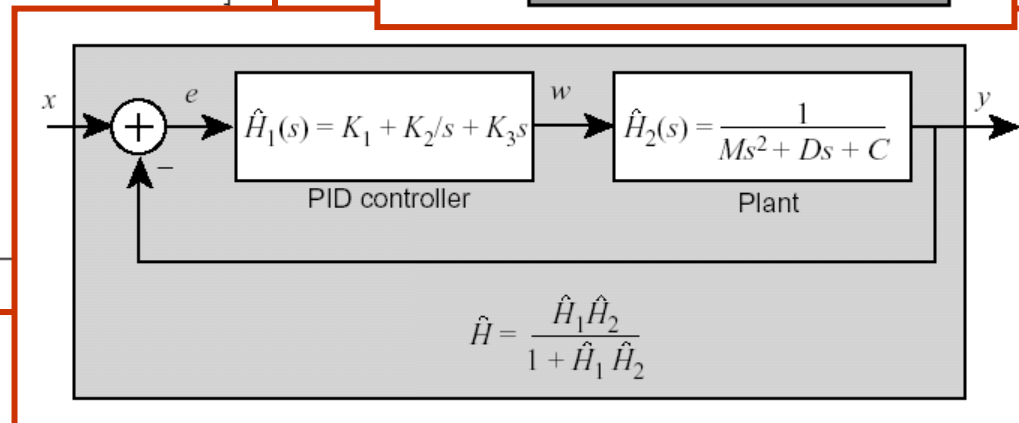 x
e
Ĥ₁(s) = K₁ + K₂/s + K₃s
w
Ĥ₂(s) = 1 / (Ms² + Ds + C)
y
+
−
PID controller
Plant
Ĥ = Ĥ₁Ĥ₂ / (1 + Ĥ₁ Ĥ₂)